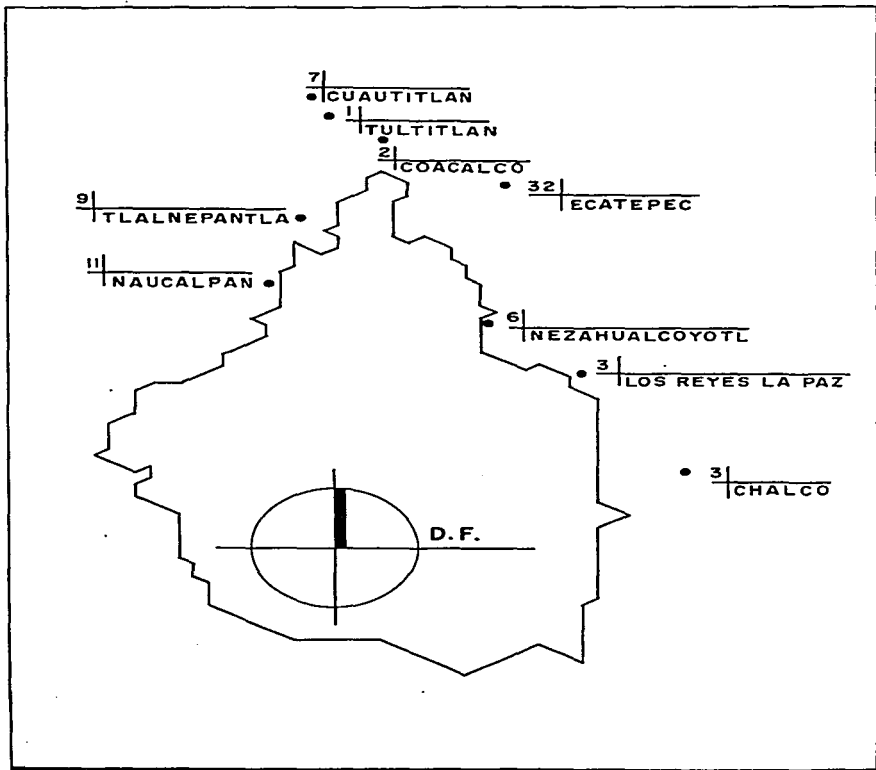 7
CUAUTITLAN
1
TULTITLAN
2
COACALCO
32
ECATEPEC
9
TLALNEPANTLA
11
NAUCALPAN
6
NEZAHUALCOYOTL
3
LOS REYES LA PAZ
3
CHALCO
D.F.